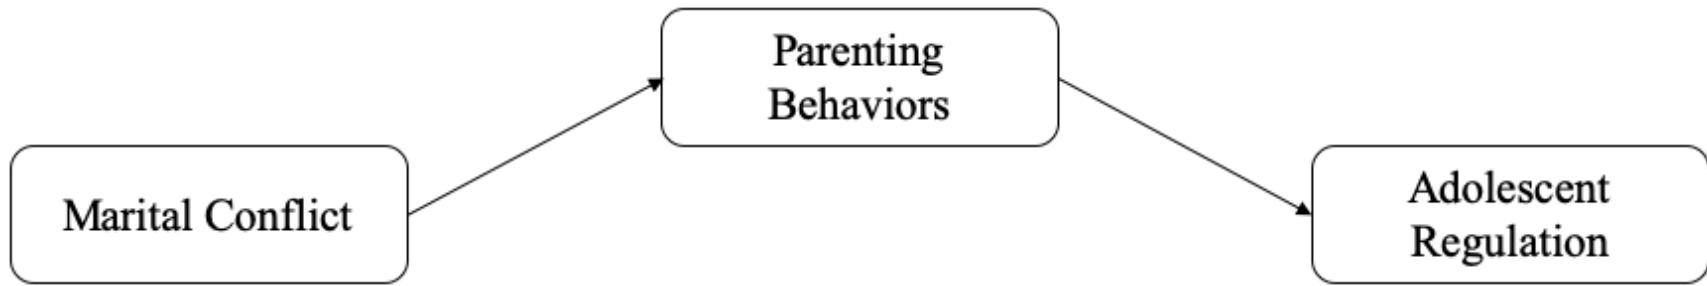 Parenting
Behaviors
Marital Conflict
Adolescent
Regulation